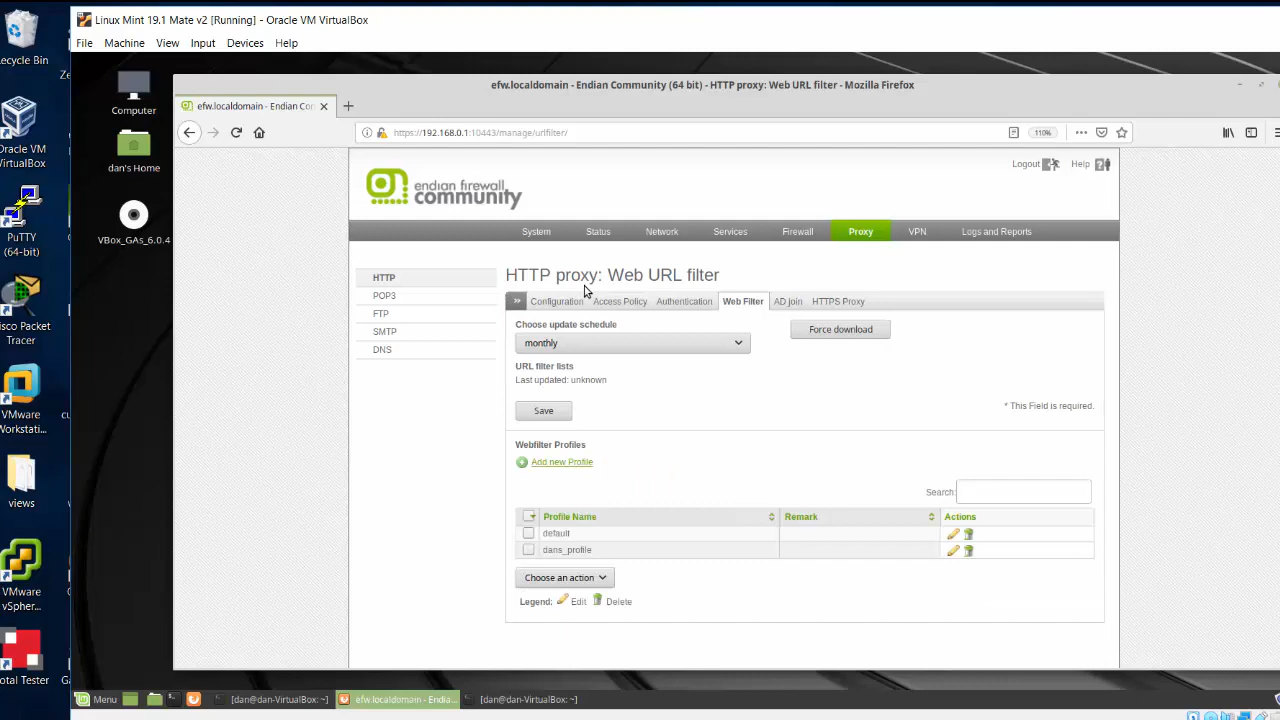 Linux Mint 19.1 Mate v2 [Running] - Oracle VM VirtualBox
File Machine View Input Devices Help
efw.localdomain - Endian Community (64 bit) - HTTP proxy: Web URL filter - Mozilla Firefox
efw.localdomain - Endian Con
https://192.168.0.1:10443/manage/urlfilter/
110%
Logout
Help
endian firewall
community
System Status Network Services Firewall Proxy VPN Logs and Reports
HTTP
POP3
FTP
SMTP
DNS
HTTP proxy: Web URL filter
» Configuration Access Policy Authentication Web Filter AD join HTTPS Proxy
Choose update schedule
monthly
Force download
URL filter lists
Last updated: unknown
Save
* This Field is required.
Webfilter Profiles
Add new Profile
Search:
Profile Name Remark Actions
default
dans_profile
Choose an action
Legend: Edit Delete
Computer
dan's Home
VBox_GAs_6.0.4
ecycle Bin
Oracle VM
VirtualBox
PuTTY
(64-bit)
isco Packet
Tracer
VMware
Workstati...
views
VMware
vSpher...
otal Tester
Menu
[dan@dan-VirtualBox: ~]
efw.localdomain - Endia...
[dan@dan-VirtualBox: ~]